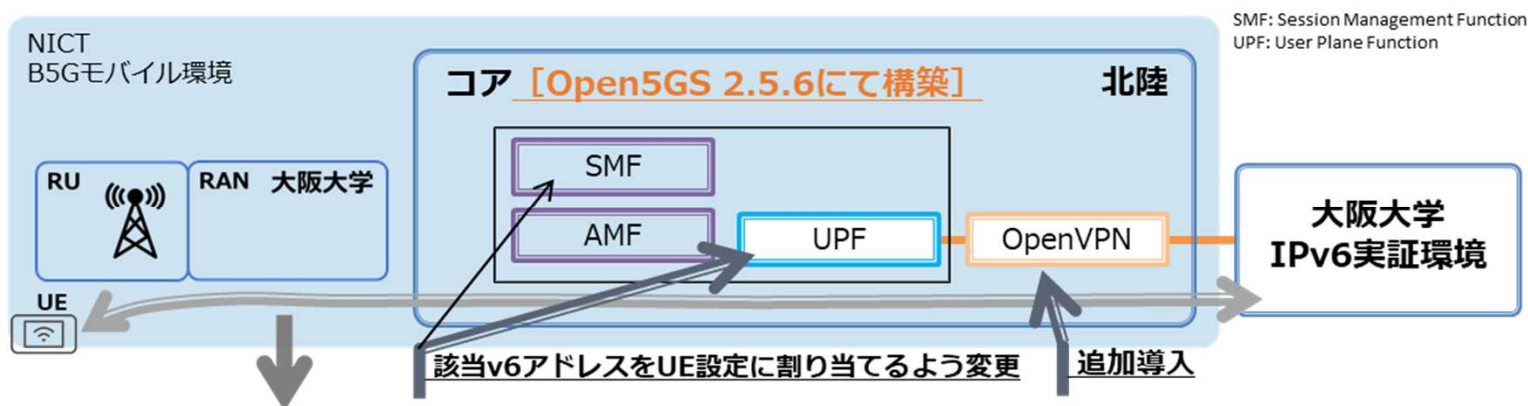 SMF: Session Management Function
UPF: User Plane Function
NICT
B5Gモバイル環境
コア［Open5GS 2.5.6にて構築］
北陸
RU
RAN 大阪大学
SMF
AMF
UPF
OpenVPN
大阪大学
IPv6実証環境
UE
該当v6アドレスをUE設定に割り当てるよう変更
追加導入